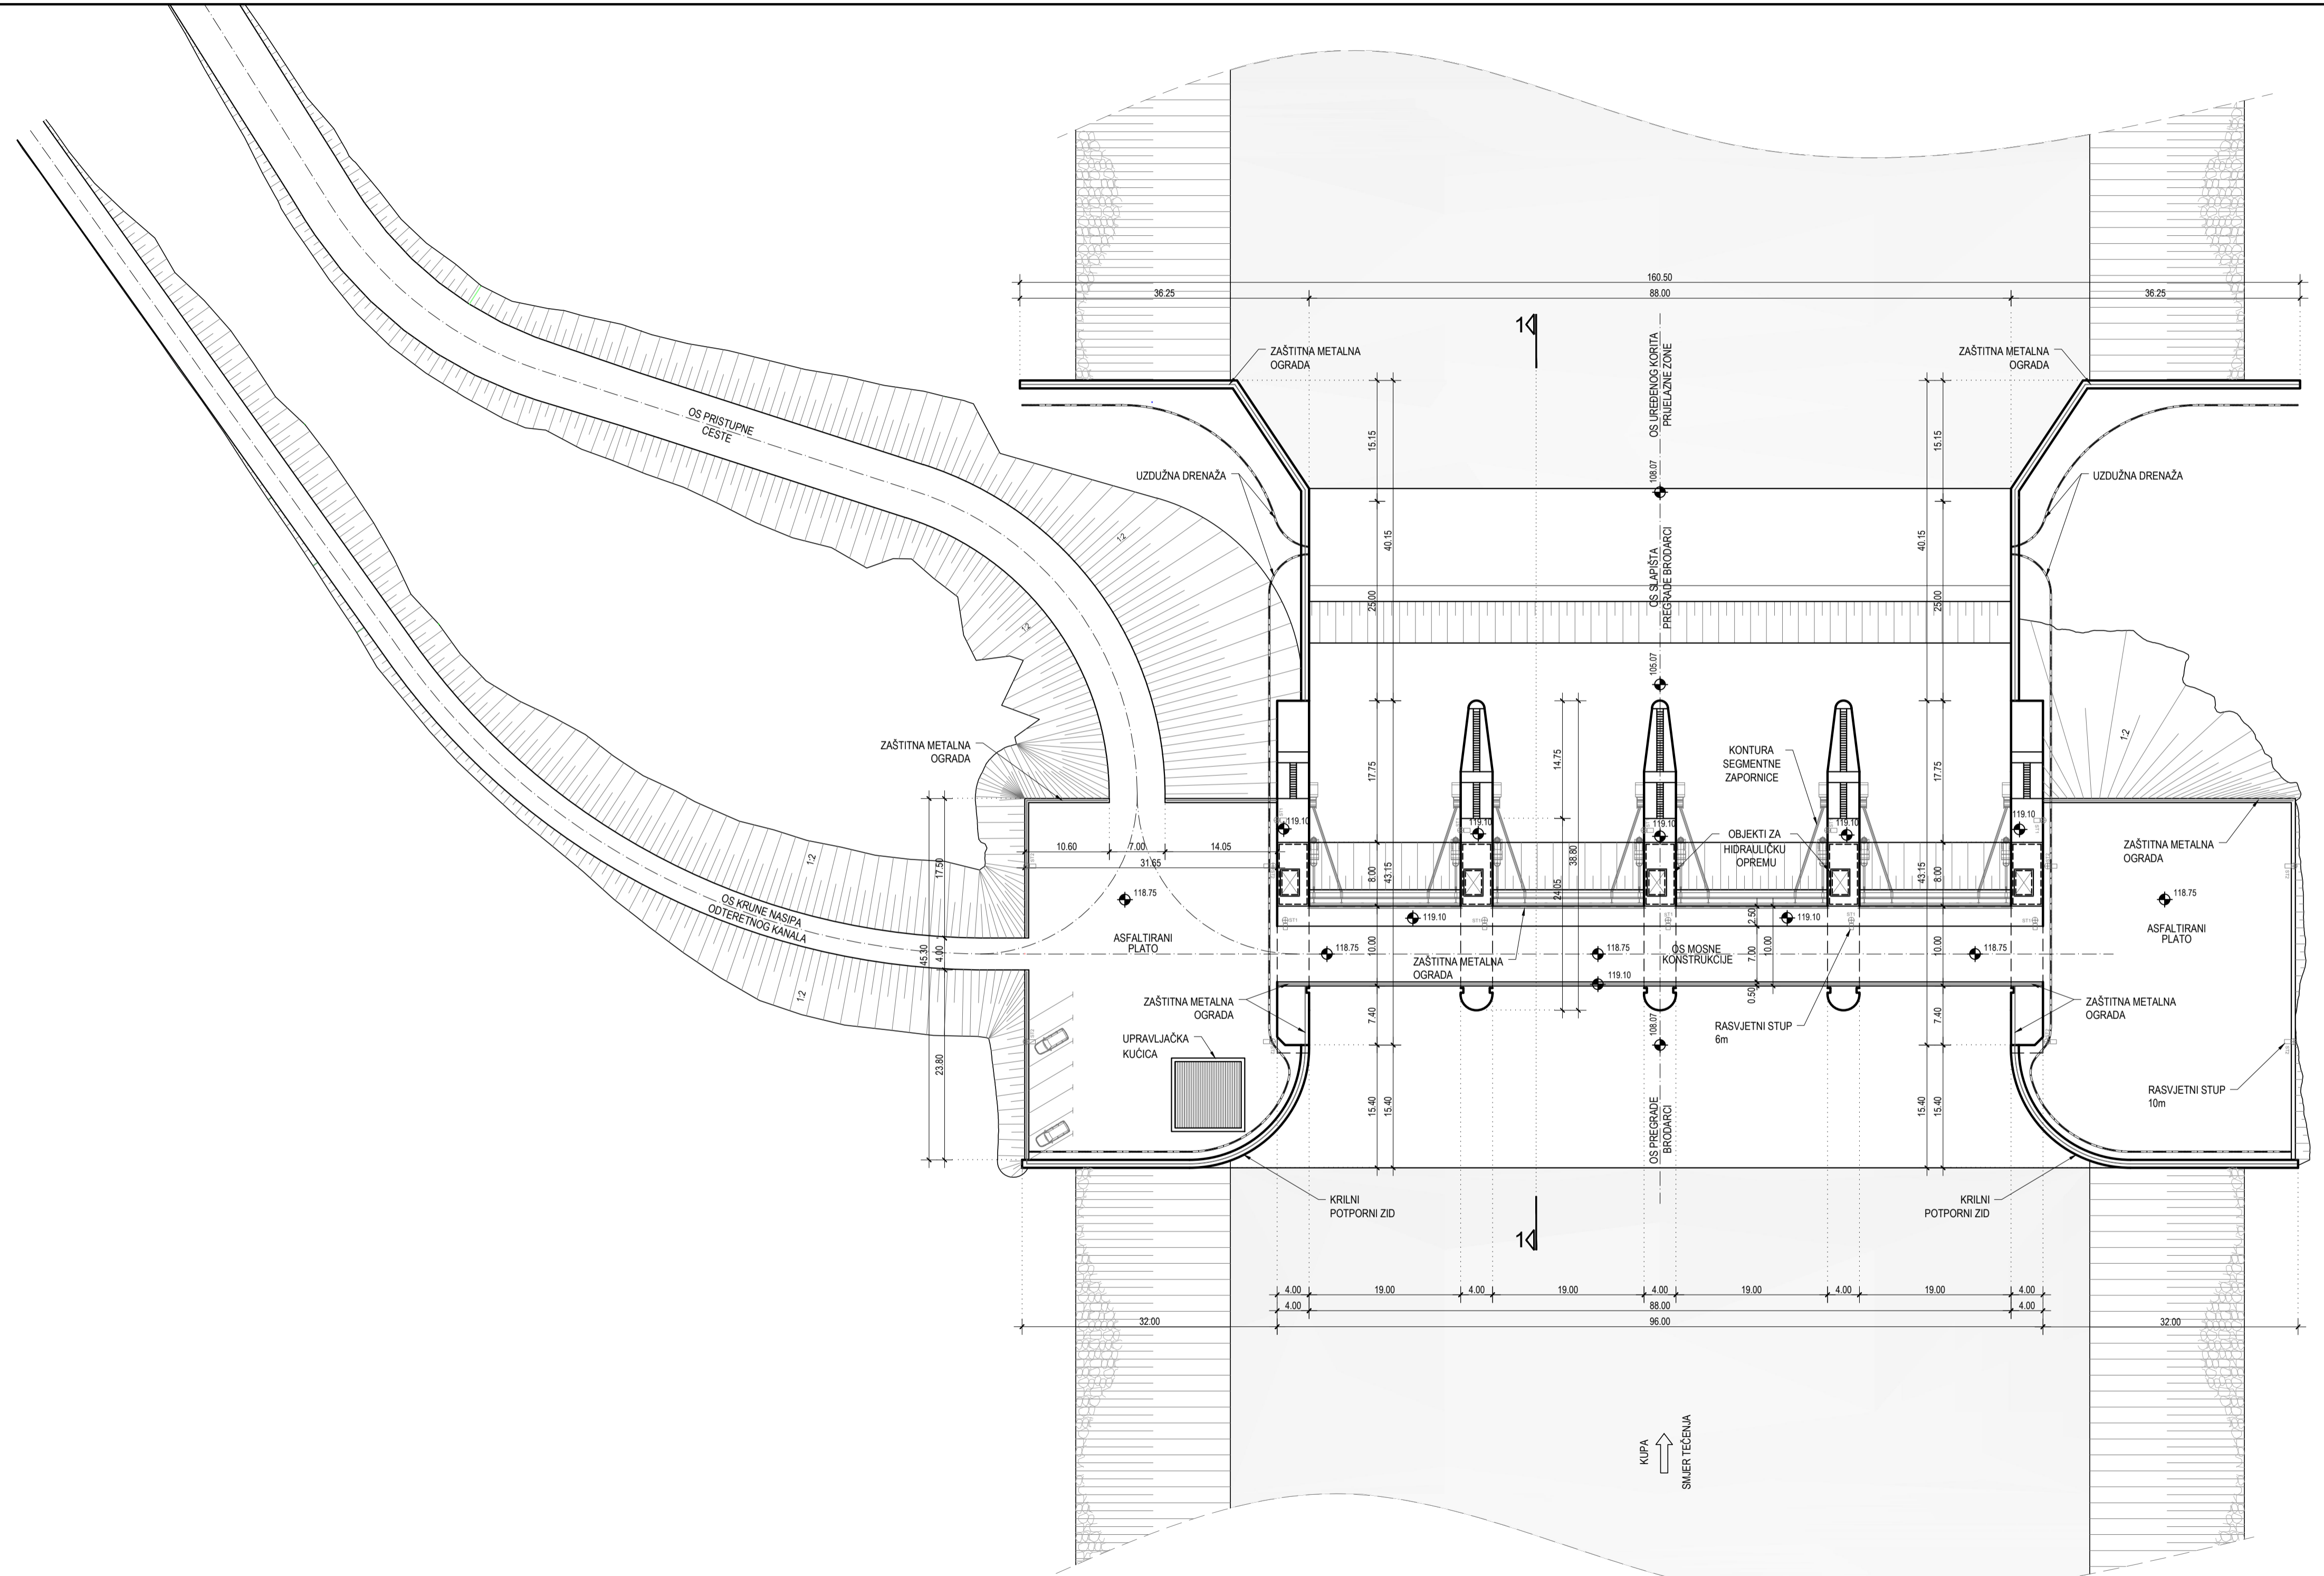 160.50
36.25
88.00
36.25
1
ZAŠTITNA METALNA
OGRADA
OS UREĐENOG KORITA
PRIJELAZNE ZONE
ZAŠTITNA METALNA
OGRADA
OS PRISTUPNE
CESTE
15.15
15.15
UZDUŽNA DRENAŽA
108.07
UZDUŽNA DRENAŽA
1:2
40.15
OS SLAPIŠTA
PREGRADE BRODARCI
40.15
25.00
25.00
1:2
105.07
1:2
ZAŠTITNA METALNA
OGRADA
17.75
14.75
KONTURA
SEGMENTNE
ZAPORNICE
17.75
119.10
119.10
119.10
119.10
119.10
OBJEKTI ZA
HIDRAULIČKU
OPREMU
ZAŠTITNA METALNA
OGRADA
10.60
7.00
14.05
31.65
38.80
1:2
17.50
8.00
43.15
24.05
43.15
8.00
118.75
118.75
OS KRUNE NASIPA
ODTERETNOG KANALA
ST1
ST1
ST1
ST1
ST1
119.10
119.10
2.50
ASFALTIRANI
PLATO
ASFALTIRANI
PLATO
45.30
4.00
118.75
10.00
118.75
OS MOSNE
KONSTRUKCIJE
7.00
10.00
118.75
10.00
ZAŠTITNA METALNA
OGRADA
119.10
0.50
1:2
ZAŠTITNA METALNA
OGRADA
7.40
7.40
ZAŠTITNA METALNA
OGRADA
UPRAVLJAČKA
KUĆICA
108.07
RASVJETNI STUP
6m
23.80
RASVJETNI STUP
10m
15.40
15.40
OS PREGRADE
BRODARCI
15.40
15.40
KRILNI
POTPORNI ZID
KRILNI
POTPORNI ZID
1
4.00
19.00
4.00
19.00
4.00
19.00
4.00
19.00
4.00
4.00
88.00
4.00
32.00
96.00
32.00
KUPA
SMJER TEČENJA